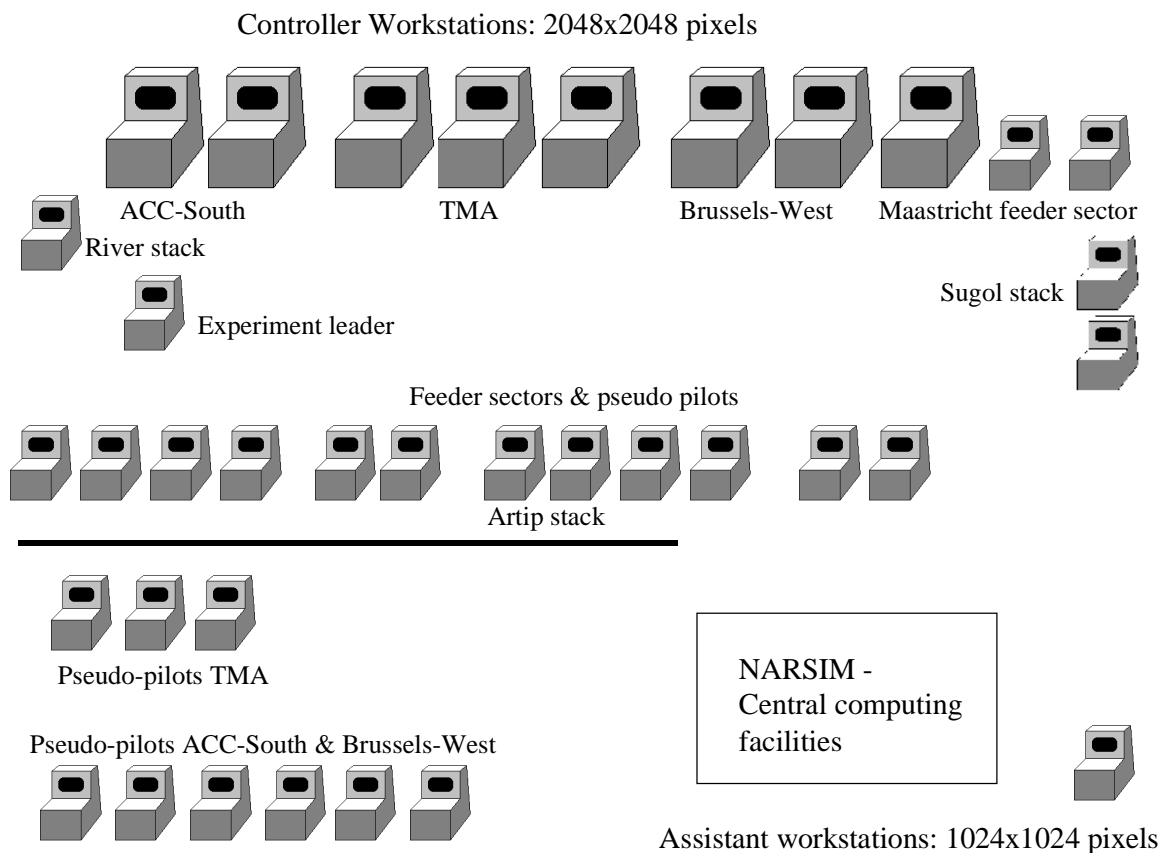 Controller Workstations: 2048x2048 pixels
ACC-South
TMA
Brussels-West
Maastricht feeder sector
River stack
Sugol stack
Experiment leader
Feeder sectors & pseudo pilots
Artip stack
Pseudo-pilots TMA
NARSIM -
Central computing
facilities
Pseudo-pilots ACC-South & Brussels-West
Assistant workstations: 1024x1024 pixels